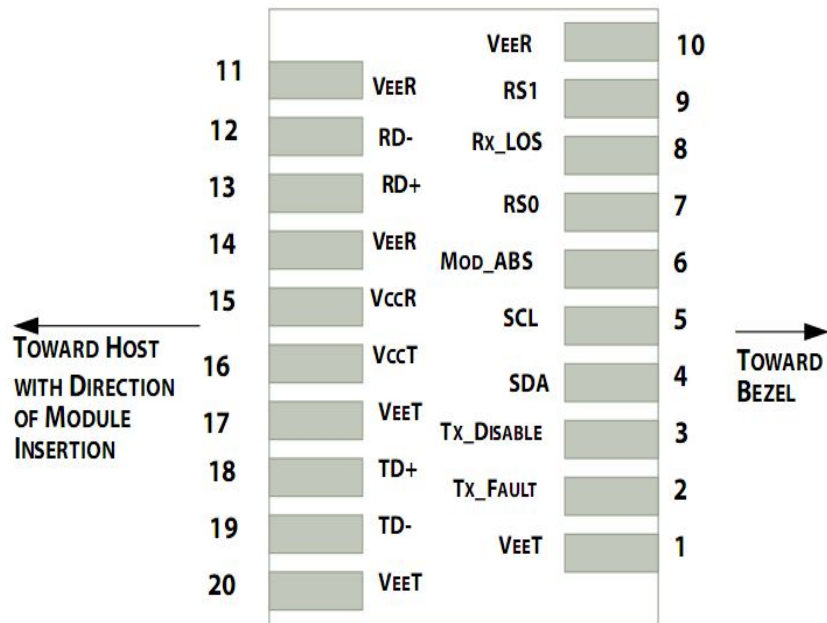 VEER 10
11 VEER
RS1 9
12 RD-
RX_LOS 8
13 RD+
RS0 7
14 VEER
MOD_ABS 6
15 VCCR
SCL 5
TOWARD HOST
WITH DIRECTION
OF MODULE
INSERTION
TOWARD
BEZEL
16 VCCT
SDA 4
17 VEET
TX_DISABLE 3
18 TD+
TX_FAULT 2
19 TD-
VEET 1
20 VEET